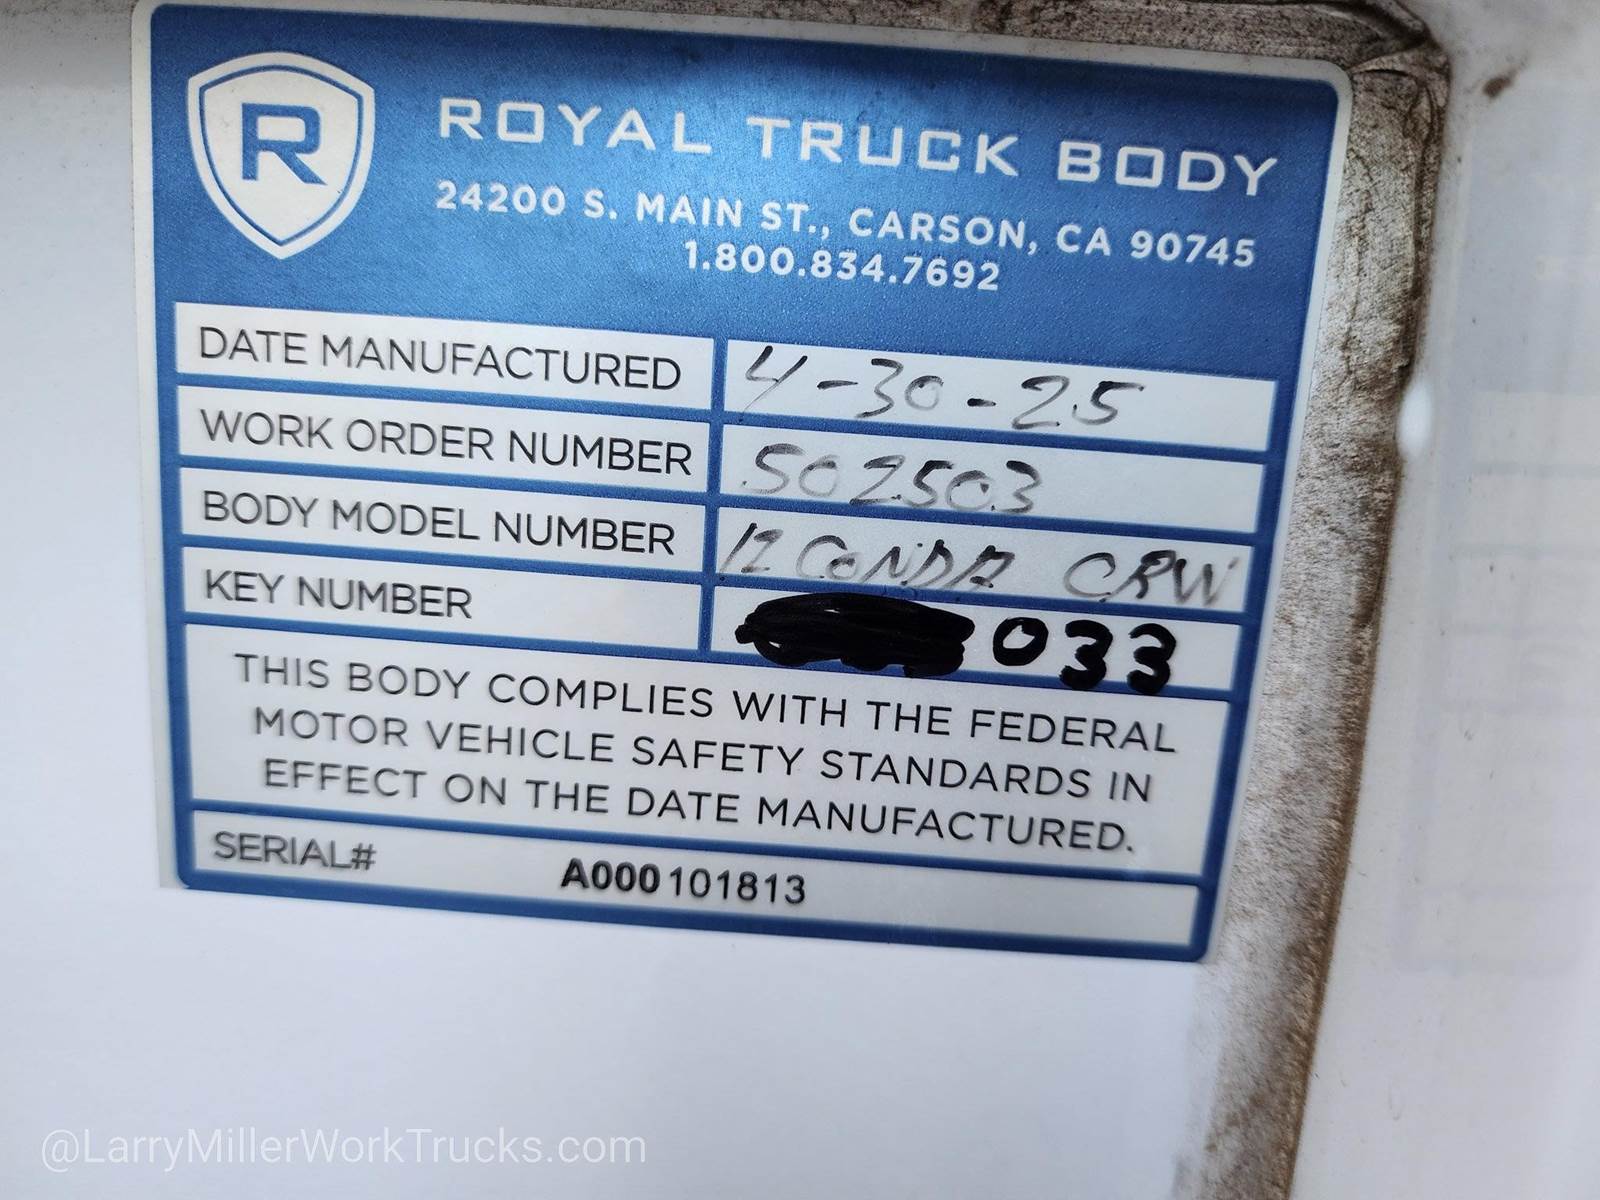 R
ROYAL TRUCK BODY
24200 S. MAIN ST., CARSON, CA 90745
1.800.834.7692
DATE MANUFACTURED 4-30-25
WORK ORDER NUMBER 502503
BODY MODEL NUMBER 12 CONDA CRW
KEY NUMBER 033
THIS BODY COMPLIES WITH THE FEDERAL
MOTOR VEHICLE SAFETY STANDARDS IN
EFFECT ON THE DATE MANUFACTURED.
SERIAL# A000101813
@LarryMillerWorkTrucks.com